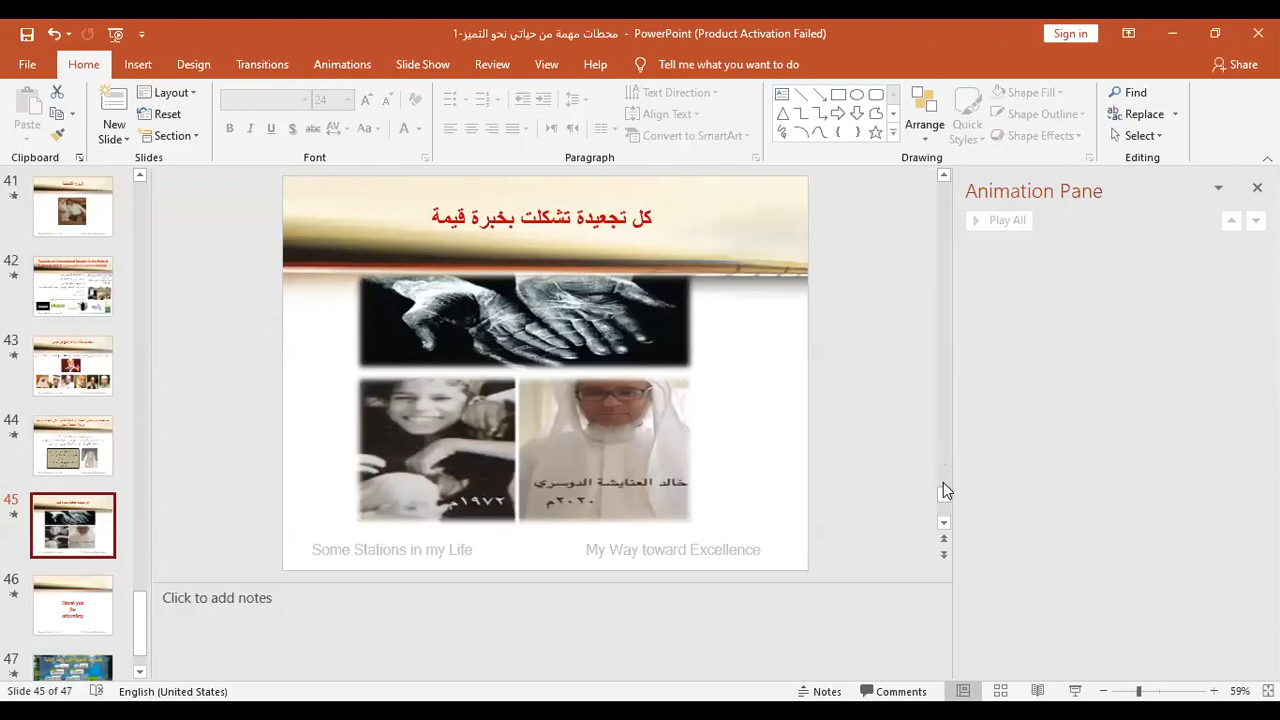 محطات مهمة من حياتي نحو التميز-1 - PowerPoint (Product Activation Failed)
Sign in
File Home Insert Design Transitions Animations Slide Show Review View Help Tell me what you want to do Share
Paste
New Slide
Layout
Reset
Section
24
Text Direction
Align Text
Convert to SmartArt
Arrange
Quick Styles
Shape Fill
Shape Outline
Shape Effects
Find
Replace
Select
Clipboard Slides Font Paragraph Drawing Editing
41
42
43
44
45
46
Thank you
for
attending
47
كل تجعيدة تشكلت بخبرة قيمة
١٩٧٢م
خالد العنايشة الدوسري
٢٠٢٠م
Some Stations in my Life My Way toward Excellence
Click to add notes
Animation Pane
Play All
Slide 45 of 47 English (United States) Notes Comments 59%